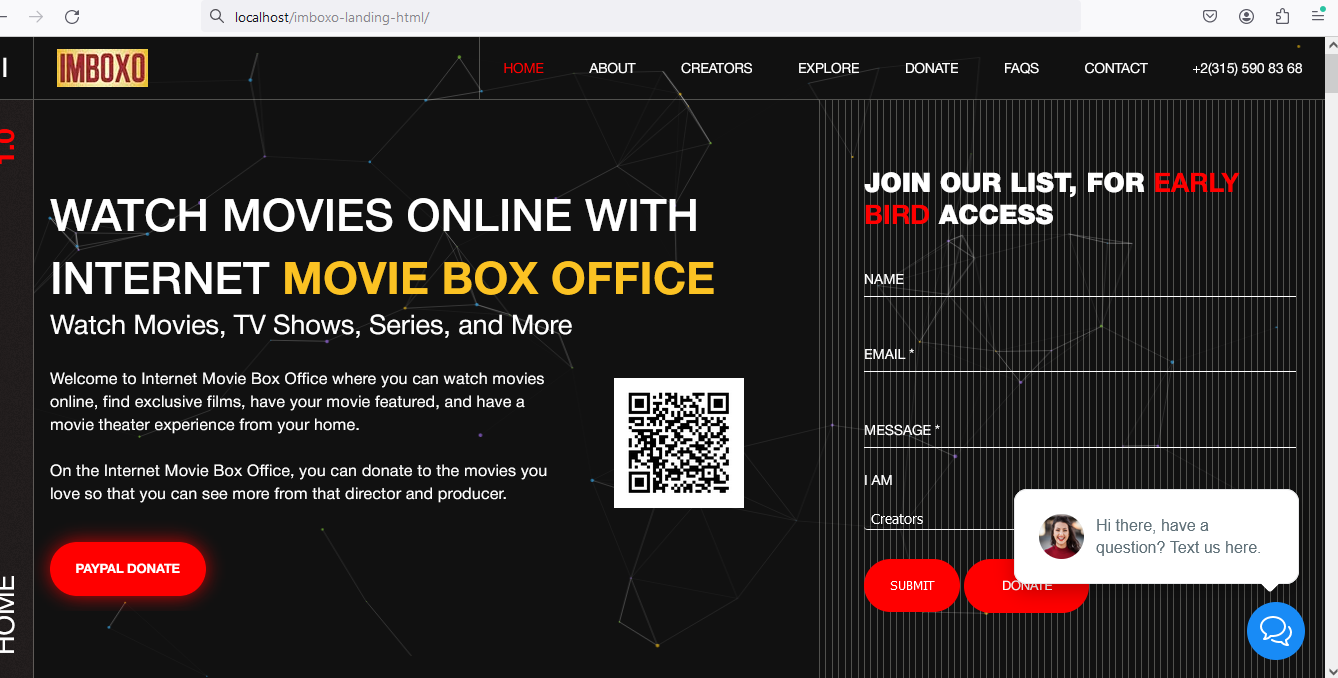 localhost/imboxo-landing-html/
IMBOXO
HOME
ABOUT
CREATORS
EXPLORE
DONATE
FAQS
CONTACT
+2(315) 590 83 68
WATCH MOVIES ONLINE WITH
INTERNET MOVIE BOX OFFICE
Watch Movies, TV Shows, Series, and More
Welcome to Internet Movie Box Office where you can watch movies
online, find exclusive films, have your movie featured, and have a
movie theater experience from your home.
On the Internet Movie Box Office, you can donate to the movies you
love so that you can see more from that director and producer.
PAYPAL DONATE
HOME
JOIN OUR LIST, FOR EARLY
BIRD ACCESS
NAME
EMAIL *
MESSAGE *
I AM
Creators
SUBMIT
DONATE
Hi there, have a
question? Text us here.